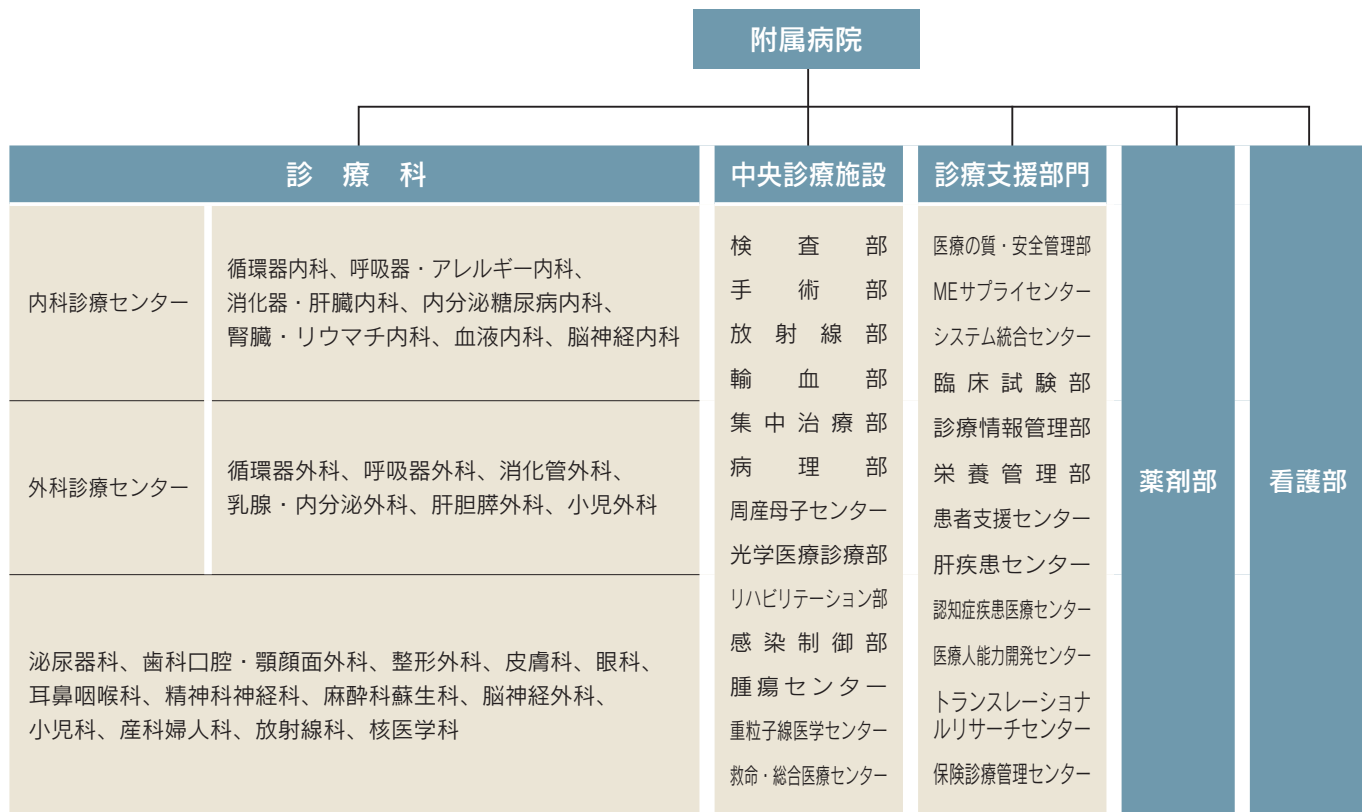 附属病院
診療科
内科診療センター
循環器内科、呼吸器・アレルギー内科、
消化器・肝臓内科、内分泌糖尿病内科、
腎臓・リウマチ内科、血液内科、脳神経内科
外科診療センター
循環器外科、呼吸器外科、消化管外科、
乳腺・内分泌外科、肝胆膵外科、小児外科
泌尿器科、歯科口腔・顎顔面外科、整形外科、皮膚科、眼科、
耳鼻咽喉科、精神科神経科、麻酔科蘇生科、脳神経外科、
小児科、産科婦人科、放射線科、核医学科
中央診療施設
検査部
手術部
放射線部
輸血部
集中治療部
病理部
周産母子センター
光学医療診療部
リハビリテーション部
感染制御部
腫瘍センター
重粒子線医学センター
救命・総合医療センター
診療支援部門
医療の質・安全管理部
MEサプライセンター
システム統合センター
臨床試験部
診療情報管理部
栄養管理部
患者支援センター
肝疾患センター
認知症疾患医療センター
医療人能力開発センター
トランスレーショナ
ルリサーチセンター
保険診療管理センター
薬剤部
看護部